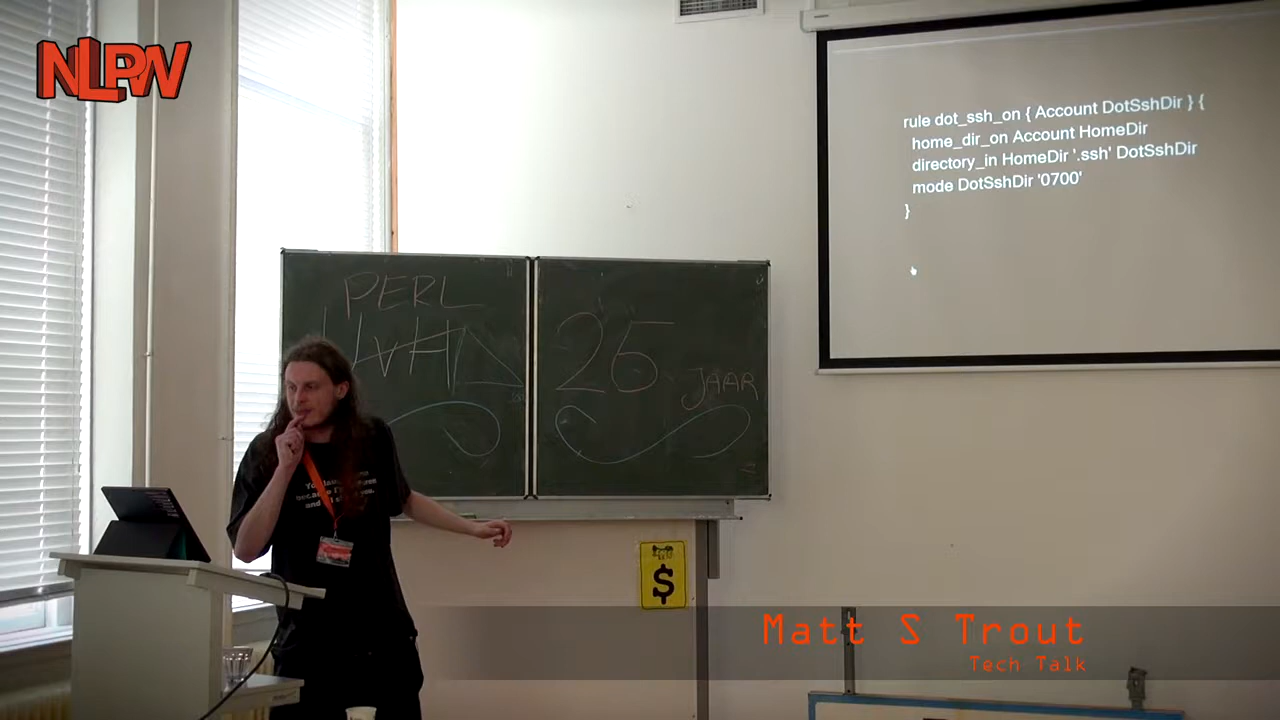 NLPW
rule dot_ssh_on { Account DotSshDir } {
home_dir_on Account HomeDir
directory_in HomeDir '.ssh' DotSshDir
mode DotSshDir '0700'
}
PERL
25
JAAR
$
Matt S Trout
Tech Talk